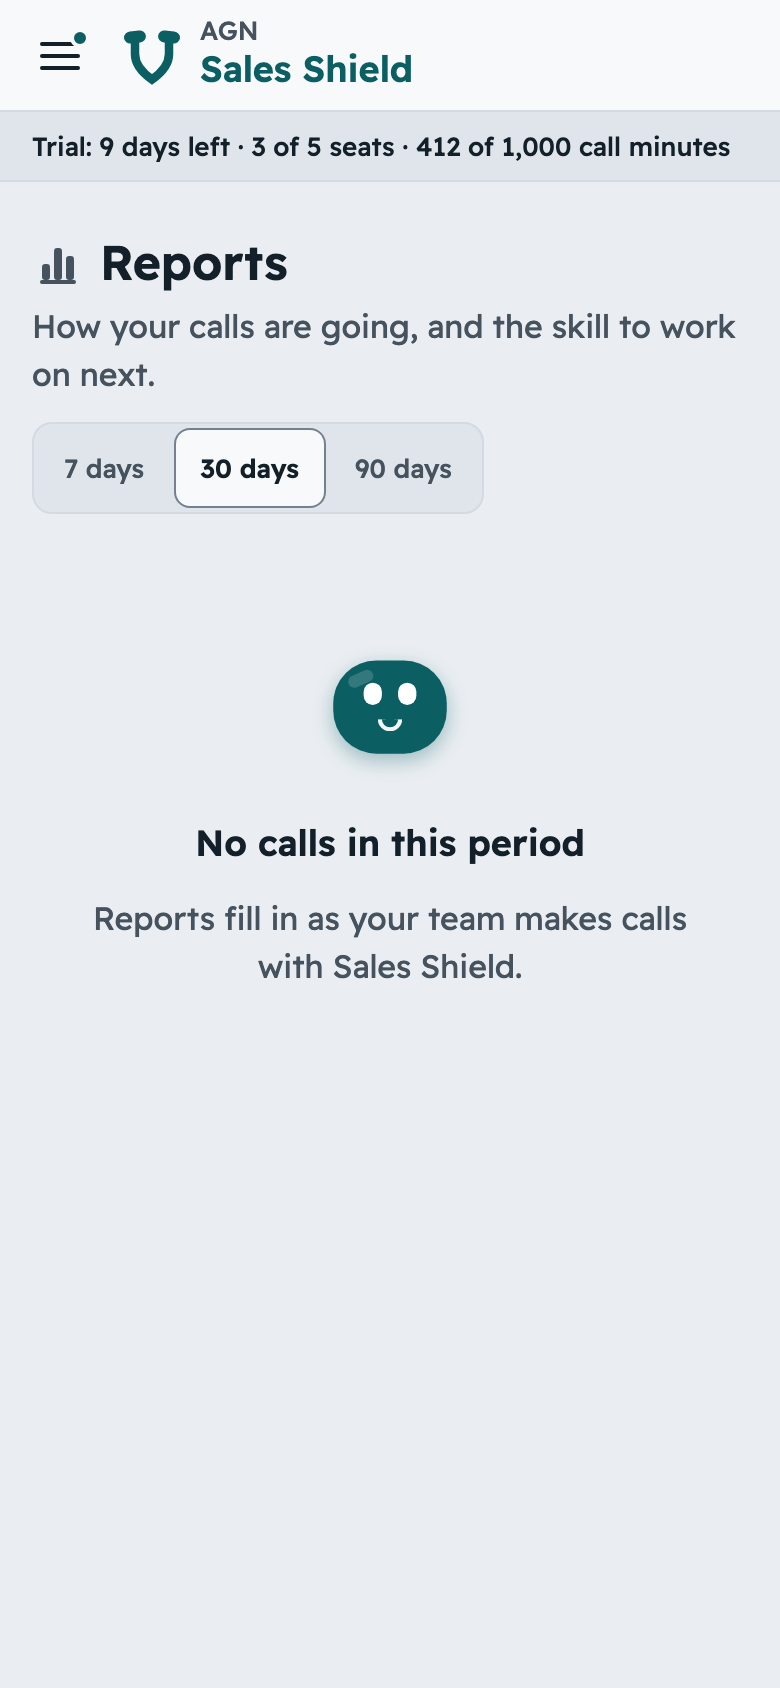 AGN
Sales Shield
Trial: 9 days left · 3 of 5 seats · 412 of 1,000 call minutes
Reports
How your calls are going, and the skill to work
on next.
7 days
30 days
90 days
No calls in this period
Reports fill in as your team makes calls
with Sales Shield.